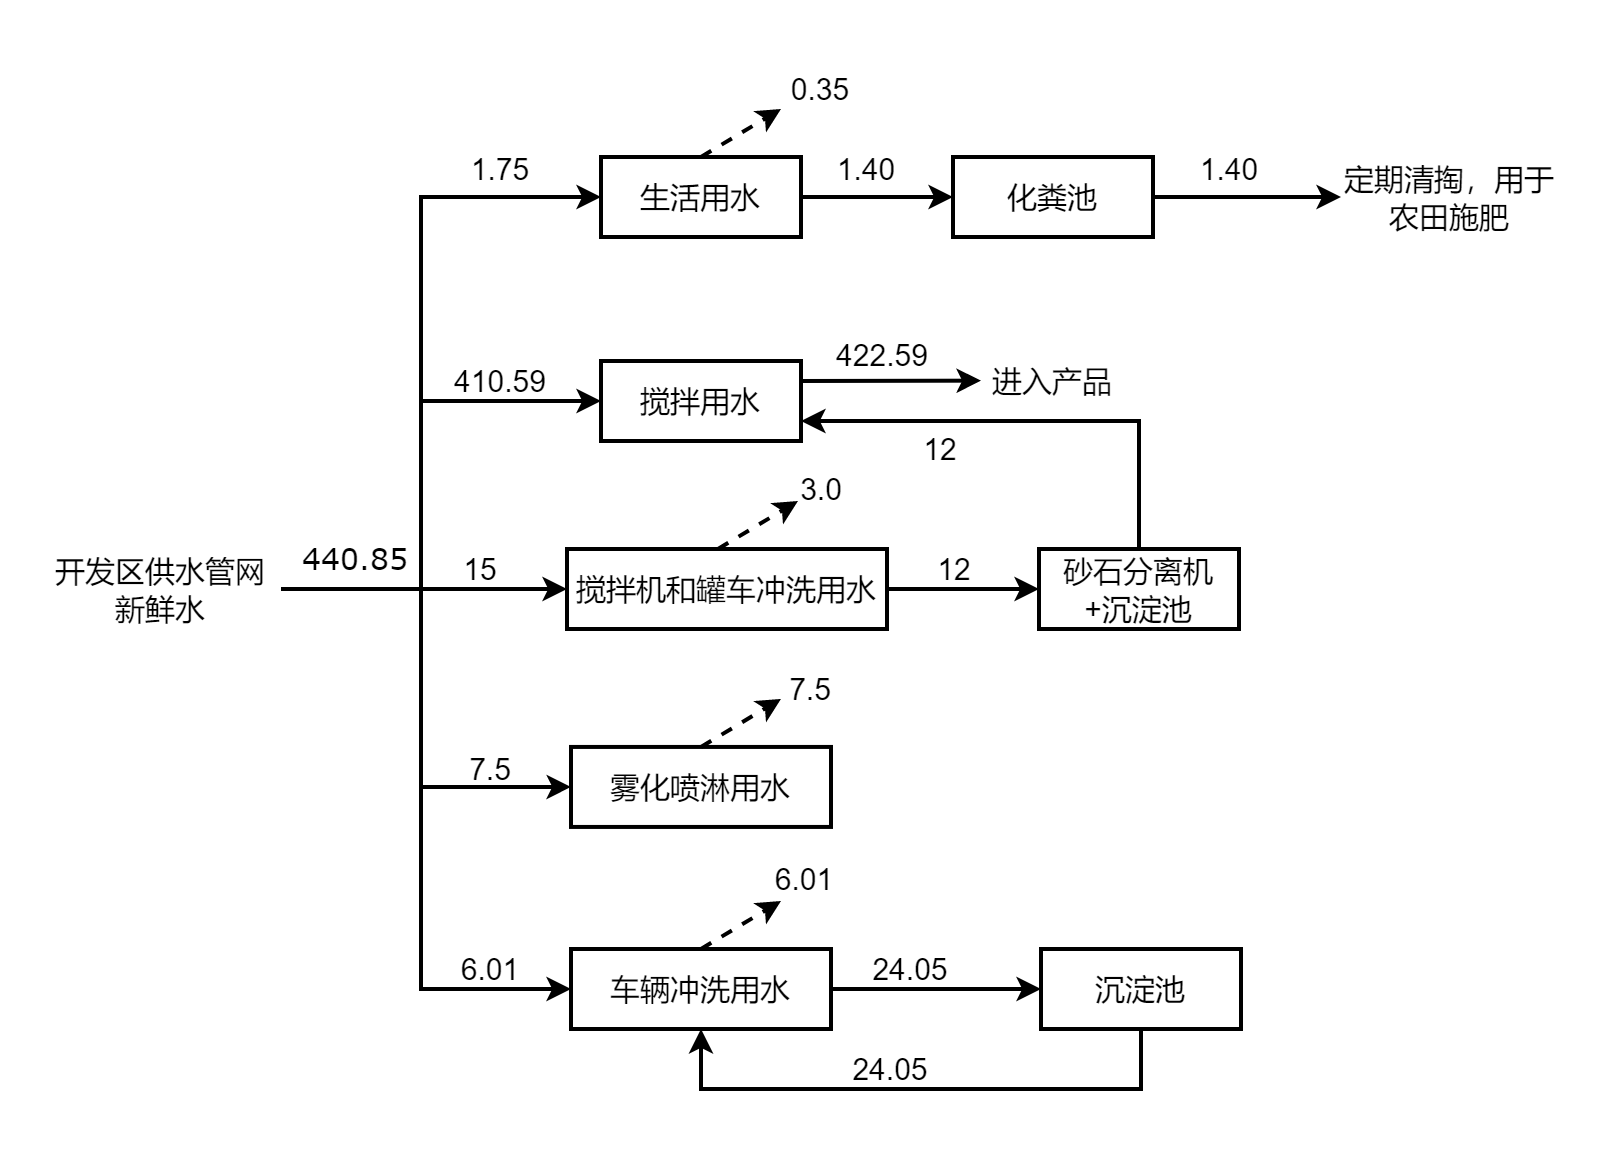 0.35
1.75
生活用水
1.40
化粪池
1.40
定期清掏，用于
农田施肥
410.59
搅拌用水
422.59
进入产品
12
3.0
开发区供水管网
新鲜水
440.85
15
搅拌机和罐车冲洗用水
12
砂石分离机
+沉淀池
7.5
7.5
雾化喷淋用水
6.01
6.01
车辆冲洗用水
24.05
沉淀池
24.05